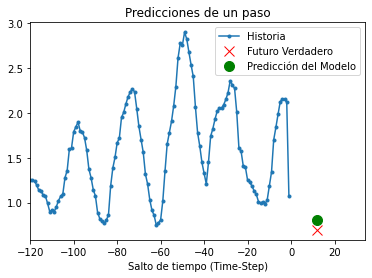 Predicciones de un paso
Historia
Futuro Verdadero
Predicción del Modelo
3.0
2.5
2.0
1.5
1.0
−120 −100 −80 −60 −40 −20 0 20
Salto de tiempo (Time-Step)